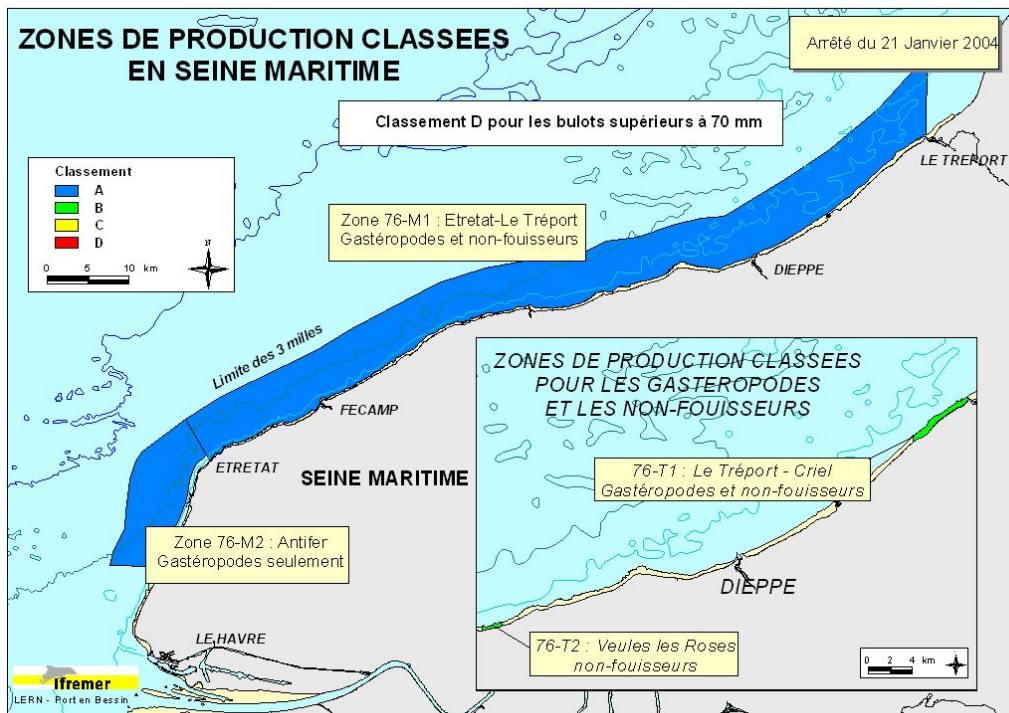 ZONES DE PRODUCTION CLASSEES
EN SEINE MARITIME
Arrêté du 21 Janvier 2004
Classement D pour les bulots supérieurs à 70 mm
Classement
A
B
C
D
0 5 10 km
N
Zone 76-M1 : Etretat-Le Tréport
Gastéropodes et non-fouisseurs
LE TREPORT
DIEPPE
Limite des 3 milles
FECAMP
ETRETAT
SEINE MARITIME
Zone 76-M2 : Antifer
Gastéropodes seulement
LE HAVRE
ZONES DE PRODUCTION CLASSEES
POUR LES GASTEROPODES
ET LES NON-FOUISSEURS
76-T1 : Le Tréport - Criel
Gastéropodes et non-fouisseurs
DIEPPE
76-T2 : Veules les Roses
non-fouisseurs
0 2 4 km
Ifremer
LERN - Port en Bessin